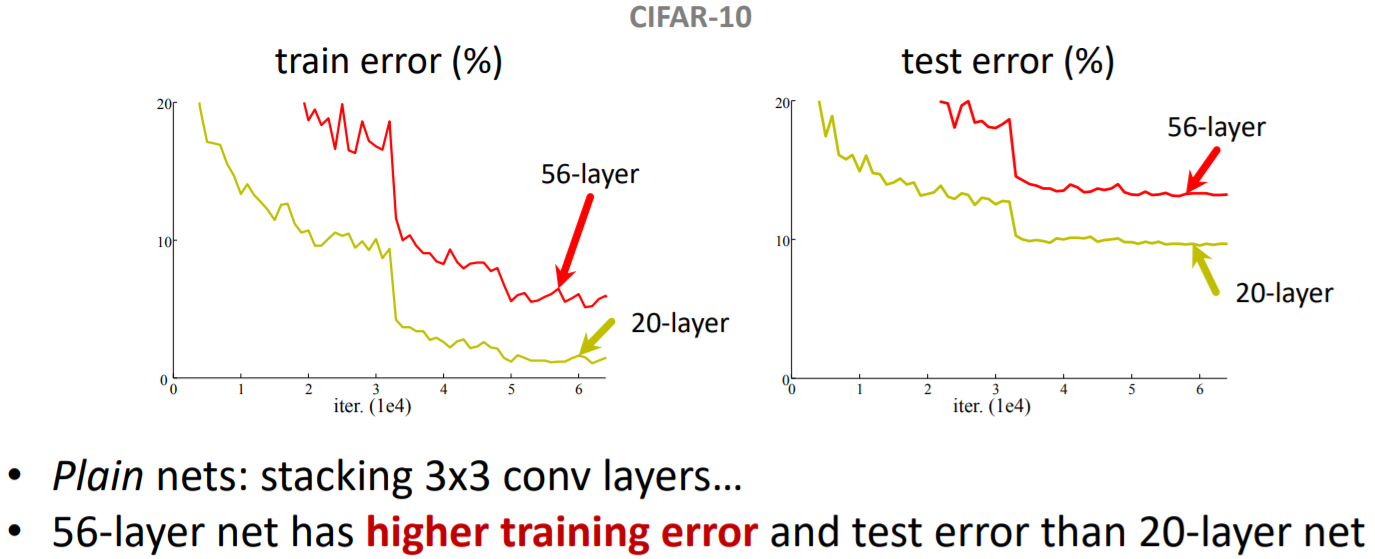 CIFAR-10
train error (%)
test error (%)
20
10
0
0 1 2 3 4 5 6
iter. (1e4)
56-layer
20-layer
20
10
0
0 1 2 3 4 5 6
iter. (1e4)
56-layer
20-layer
• Plain nets: stacking 3x3 conv layers…
• 56-layer net has higher training error and test error than 20-layer net